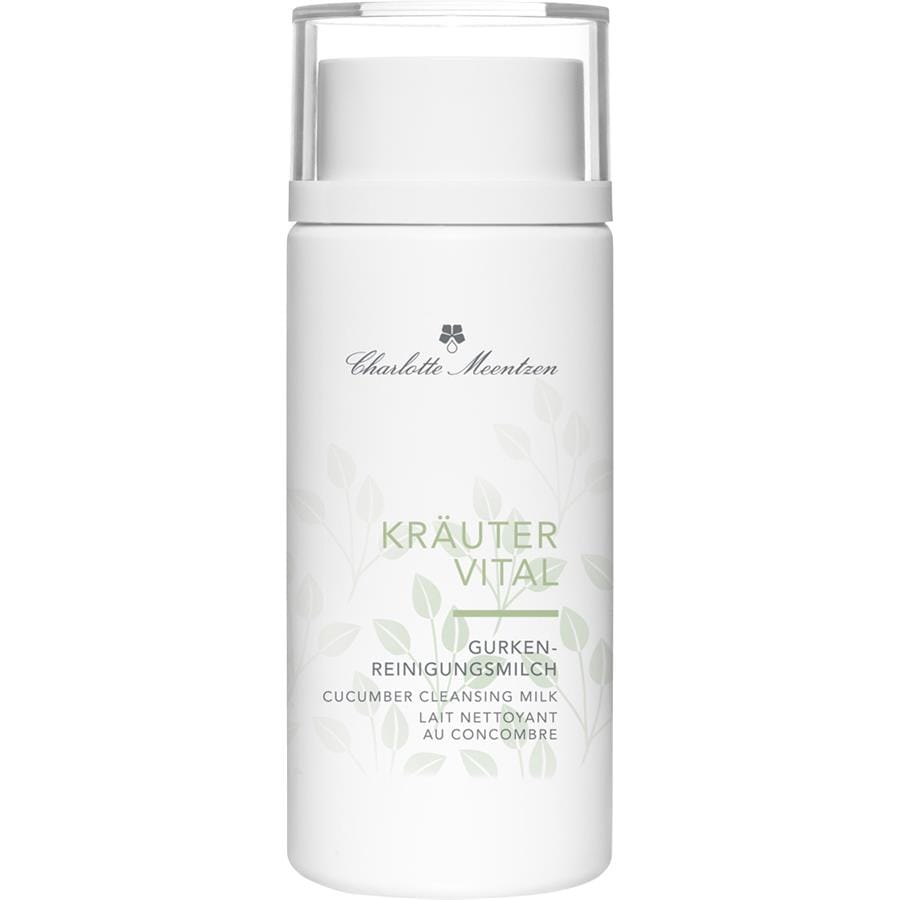 Charlotte Meentzen
KRÄUTER
VITAL
GURKEN-
REINIGUNGSMILCH
CUCUMBER CLEANSING MILK
LAIT NETTOYANT
AU CONCOMBRE